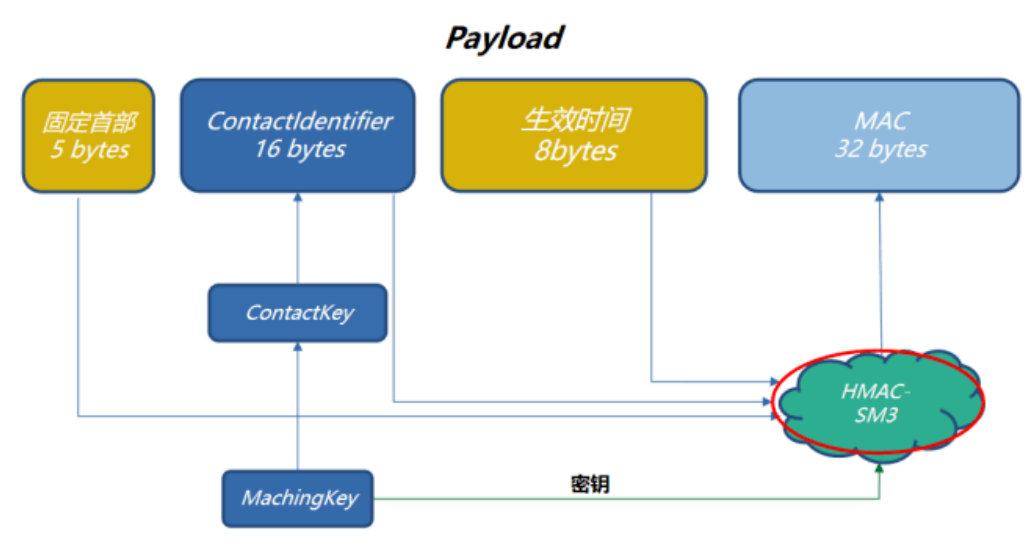 Payload
固定首部
5 bytes
ContactIdentifier
16 bytes
生效时间
8bytes
MAC
32 bytes
ContactKey
HMAC-
SM3
MachingKey
密钥